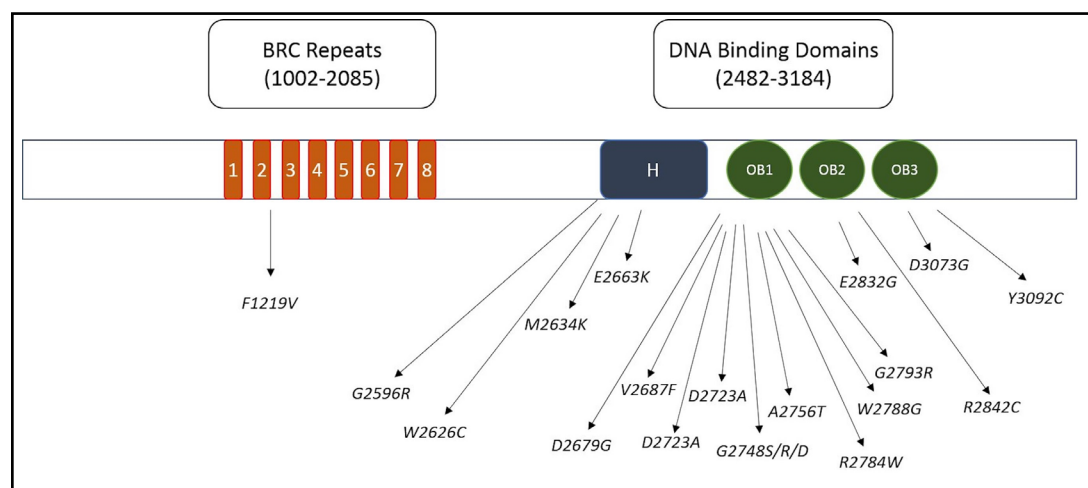 BRC Repeats
(1002-2085)
DNA Binding Domains
(2482-3184)
1 2 3 4 5 6 7 8
H
OB1
OB2
OB3
F1219V
G2596R
W2626C
M2634K
E2663K
D2679G
V2687F
D2723A
D2723A
G2748S/R/D
A2756T
R2784W
W2788G
G2793R
E2832G
R2842C
D3073G
Y3092C